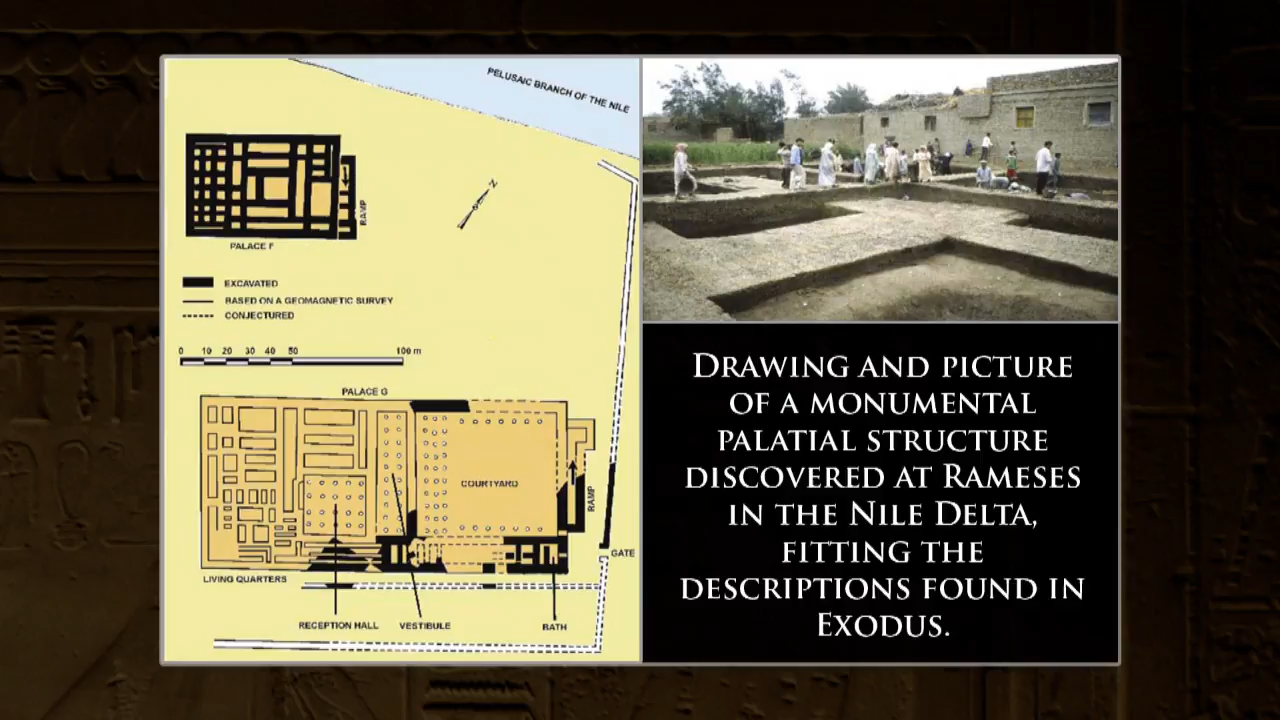 PELUSAIC BRANCH OF THE NILE
N
RAMP
PALACE F
EXCAVATED
BASED ON A GEOMAGNETIC SURVEY
CONJECTURED
0 10 20 30 40 50 100 m
PALACE G
COURTYARD
RAMP
GATE
LIVING QUARTERS
RECEPTION HALL VESTIBULE BATH
DRAWING AND PICTURE
OF A MONUMENTAL
PALATIAL STRUCTURE
DISCOVERED AT RAMESES
IN THE NILE DELTA,
FITTING THE
DESCRIPTIONS FOUND IN
EXODUS.